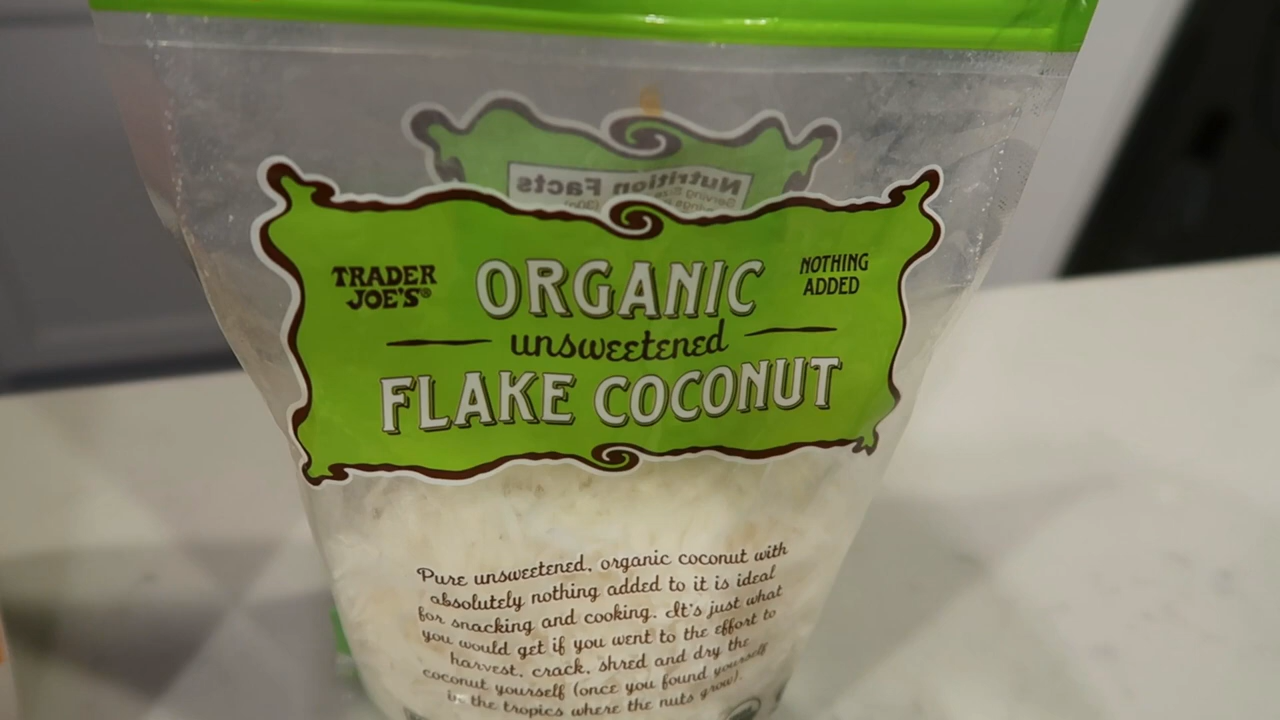 Nutrition Facts
Serving Size
TRADER
JOE'S®
ORGANIC
NOTHING
ADDED
unsweetened
FLAKE COCONUT
Pure unsweetened, organic coconut with
absolutely nothing added to it is ideal
for snacking and cooking. It's just what
you would get if you went to the effort to
harvest, crack, shred and dry the
coconut yourself (once you found yourself
in the tropics where the nuts grow).